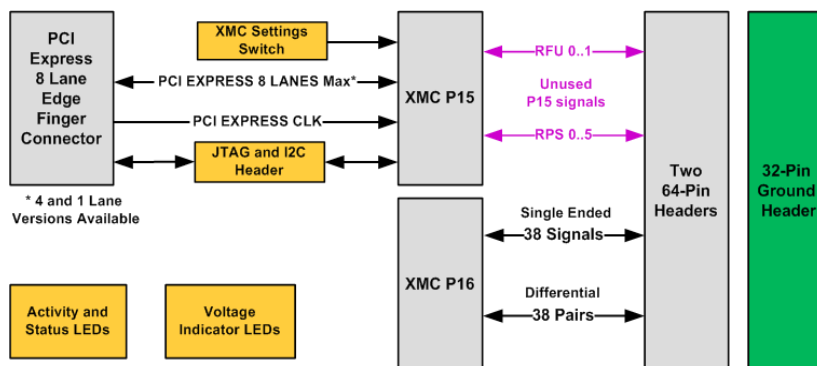 PCI
Express
8 Lane
Edge
Finger
Connector
* 4 and 1 Lane
Versions Available
XMC Settings
Switch
PCI EXPRESS 8 LANES Max*
PCI EXPRESS CLK
JTAG and I2C
Header
XMC P15
RFU 0..1
Unused
P15 signals
RPS 0..5
XMC P16
Single Ended
38 Signals
Differential
38 Pairs
Two
64-Pin
Headers
32-Pin
Ground
Header
Activity and
Status LEDs
Voltage
Indicator LEDs